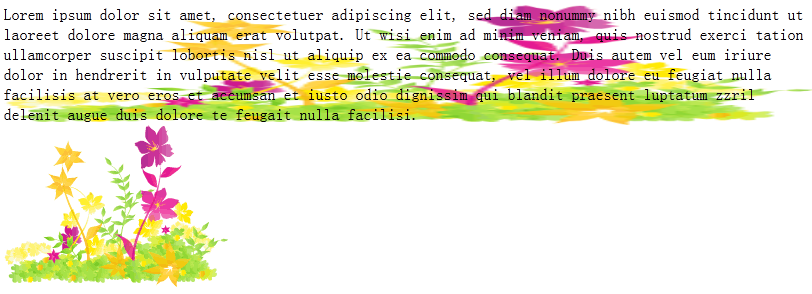 Lorem ipsum dolor sit amet, consectetuer adipiscing elit, sed diam nonummy nibh euismod tincidunt ut
laoreet dolore magna aliquam erat volutpat. Ut wisi enim ad minim veniam, quis nostrud exerci tation
ullamcorper suscipit lobortis nisl ut aliquip ex ea commodo consequat. Duis autem vel eum iriure
dolor in hendrerit in vulputate velit esse molestie consequat, vel illum dolore eu feugiat nulla
facilisis at vero eros et accumsan et iusto odio dignissim qui blandit praesent luptatum zzril
delenit augue duis dolore te feugait nulla facilisi.